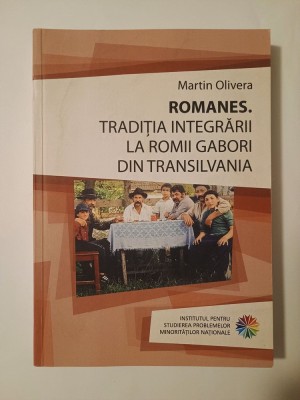 Martin Olivera
ROMANES.
TRADIȚIA INTEGRĂRII
LA ROMII GABORI
DIN TRANSILVANIA
INSTITUTUL PENTRU
STUDIEREA PROBLEMELOR
MINORITĂȚILOR NAȚIONALE